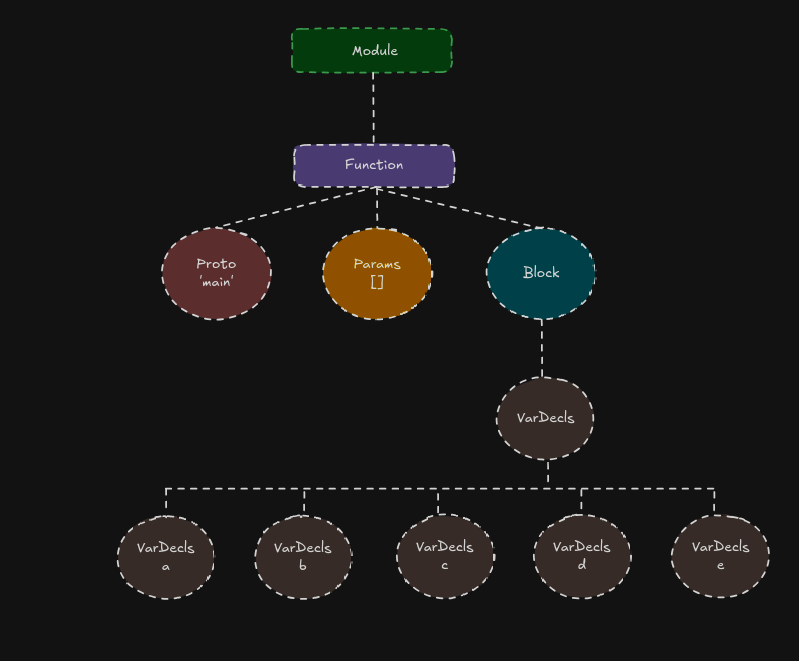 Module
Function
Proto
'main'
Params
[]
Block
VarDecls
VarDecls
a
VarDecls
b
VarDecls
c
VarDecls
d
VarDecls
e